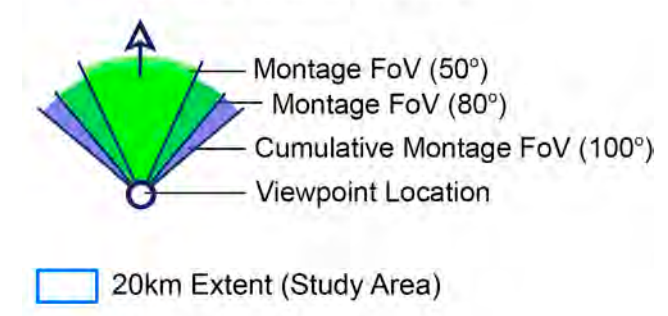 Montage FoV (50°)
Montage FoV (80°)
Cumulative Montage FoV (100°)
Viewpoint Location
20km Extent (Study Area)